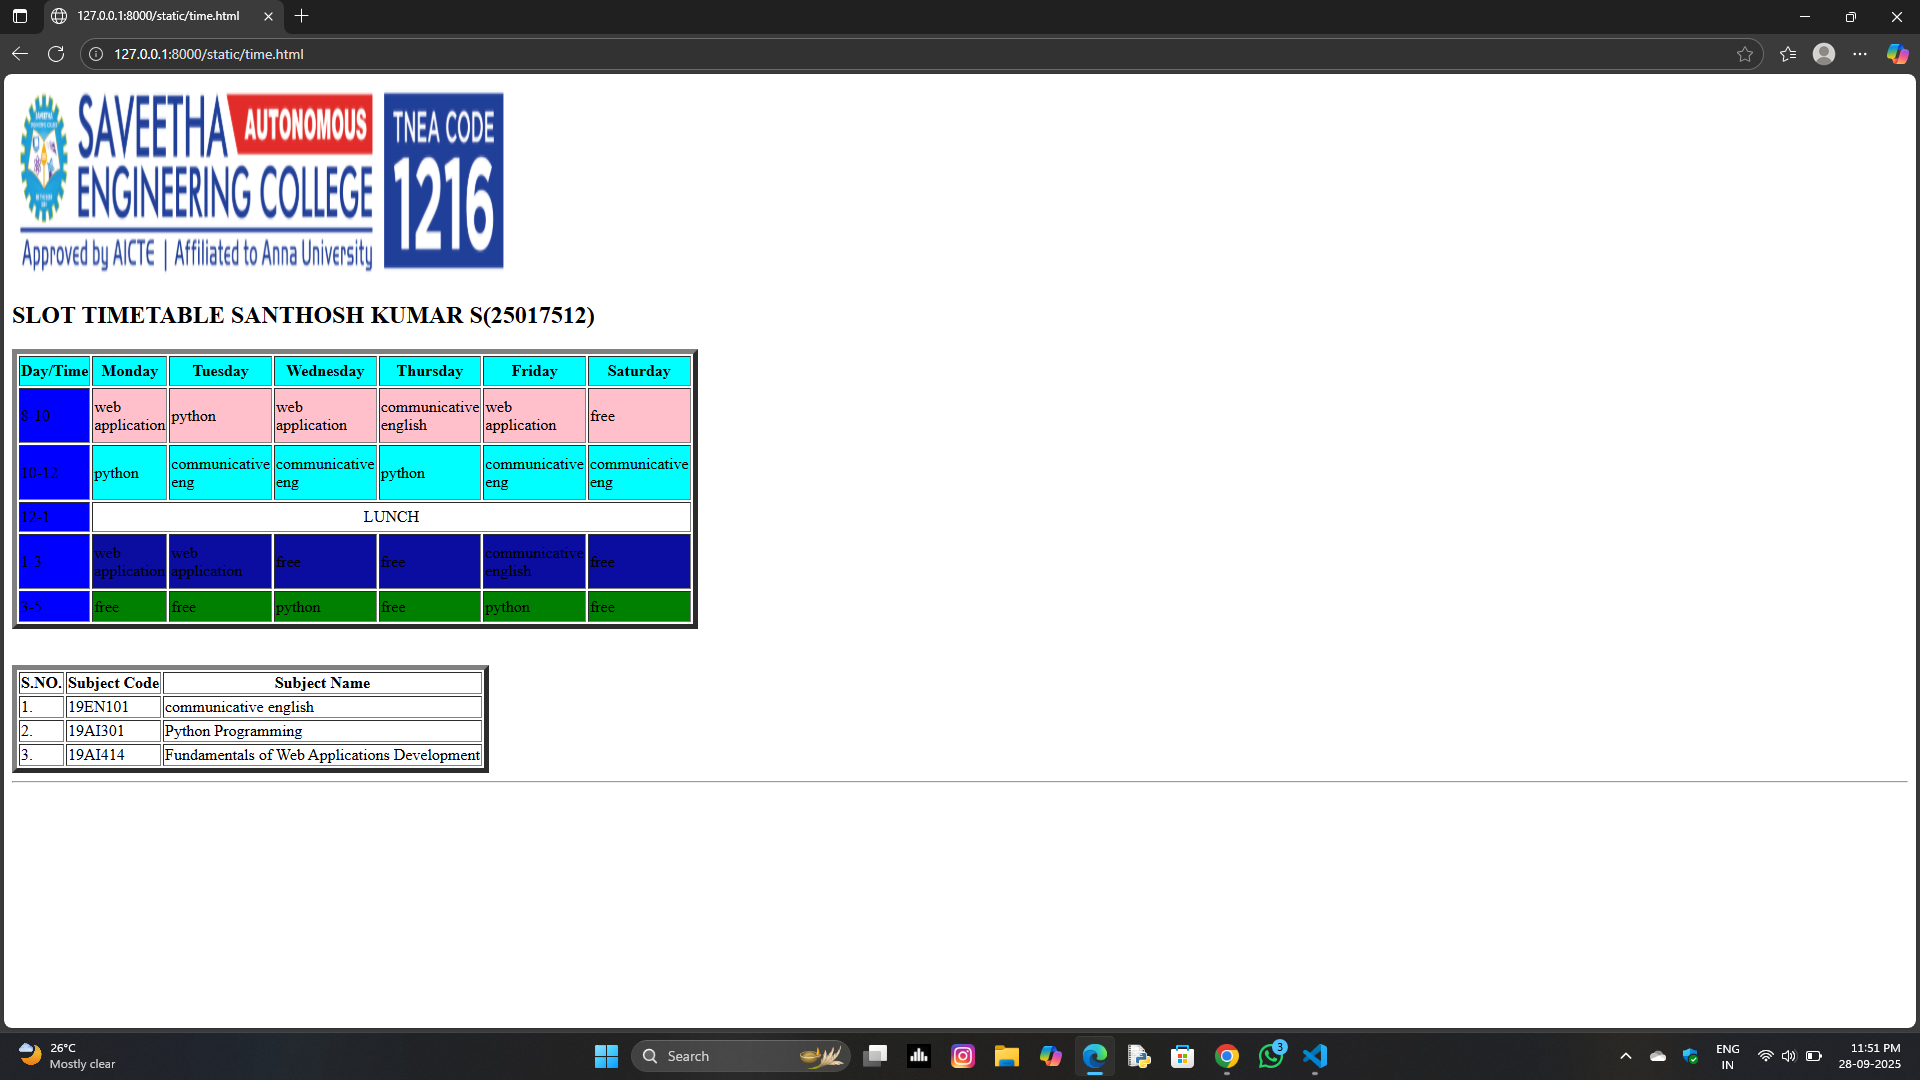 127.0.0.1:8000/static/time.html
127.0.0.1:8000/static/time.html
SAVEETHA AUTONOMOUS
ENGINEERING COLLEGE
Approved by AICTE | Affiliated to Anna University
TNEA CODE
1216
SLOT TIMETABLE SANTHOSH KUMAR S(25017512)
Day/Time Monday Tuesday Wednesday Thursday Friday Saturday
8-10 web application python web application communicative english web application free
10-12 python communicative eng communicative eng python communicative eng communicative eng
12-1 LUNCH
1-3 web application web application free free communicative english free
3-5 free free python free python free
S.NO. Subject Code Subject Name
1. 19EN101 communicative english
2. 19AI301 Python Programming
3. 19AI414 Fundamentals of Web Applications Development
26°C
Mostly clear
Search
3
ENG
IN
11:51 PM
28-09-2025